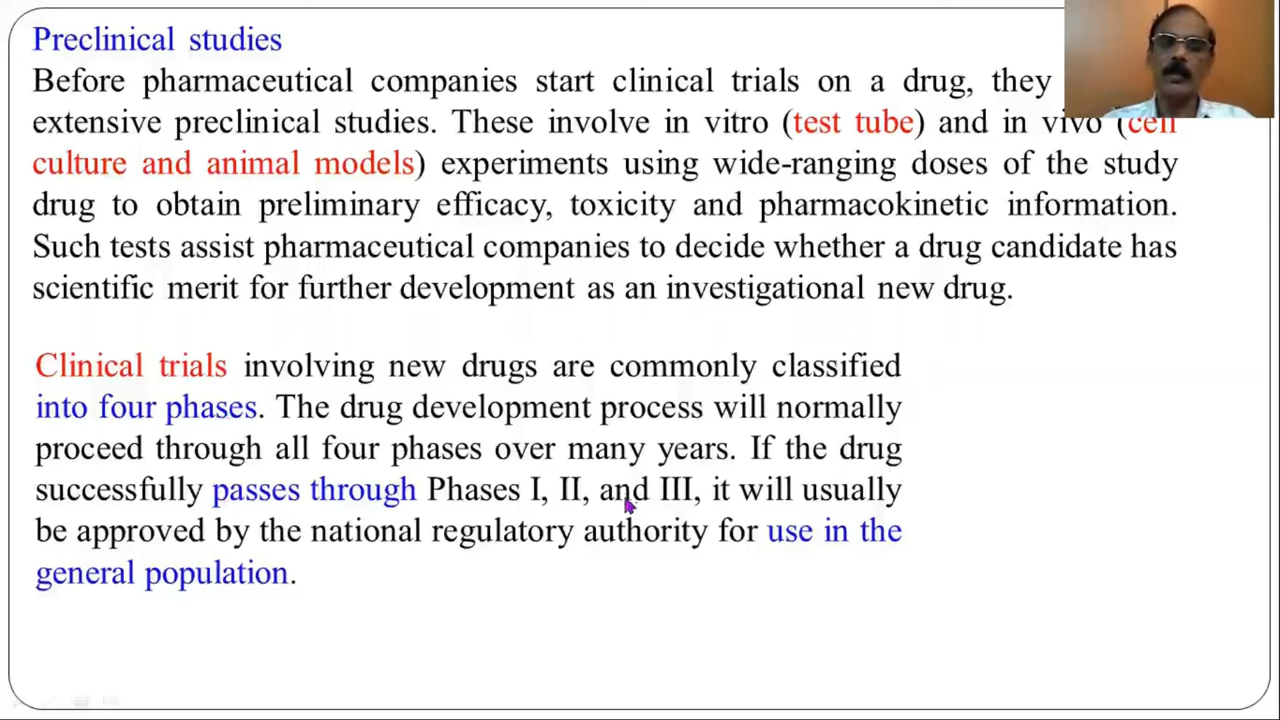 Preclinical studies
Before pharmaceutical companies start clinical trials on a drug, they
extensive preclinical studies. These involve in vitro (test tube) and in vivo (cell
culture and animal models) experiments using wide-ranging doses of the study
drug to obtain preliminary efficacy, toxicity and pharmacokinetic information.
Such tests assist pharmaceutical companies to decide whether a drug candidate has
scientific merit for further development as an investigational new drug.
Clinical trials involving new drugs are commonly classified
into four phases. The drug development process will normally
proceed through all four phases over many years. If the drug
successfully passes through Phases I, II, and III, it will usually
be approved by the national regulatory authority for use in the
general population.